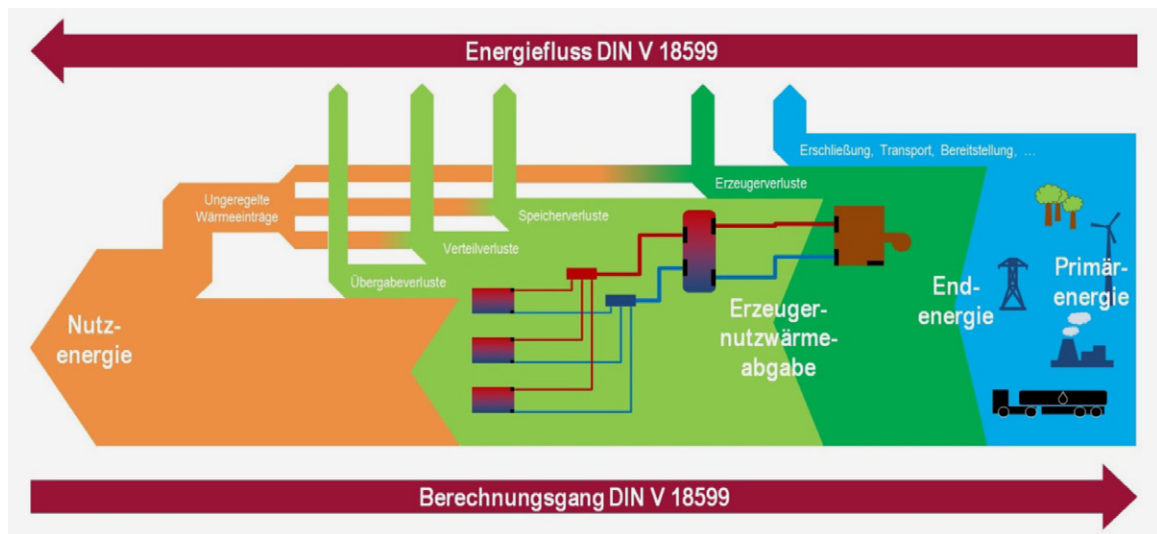 Energiefluss DIN V 18599
Erschließung, Transport, Bereitstellung, ...
Ungeregelte
Wärmeeinträge
Erzeugerverluste
Speicherverluste
Verteilverluste
Übergabeverluste
Nutz-
energie
Erzeuger-
nutzwärme-
abgabe
End-
energie
Primär-
energie
Berechnungsgang DIN V 18599